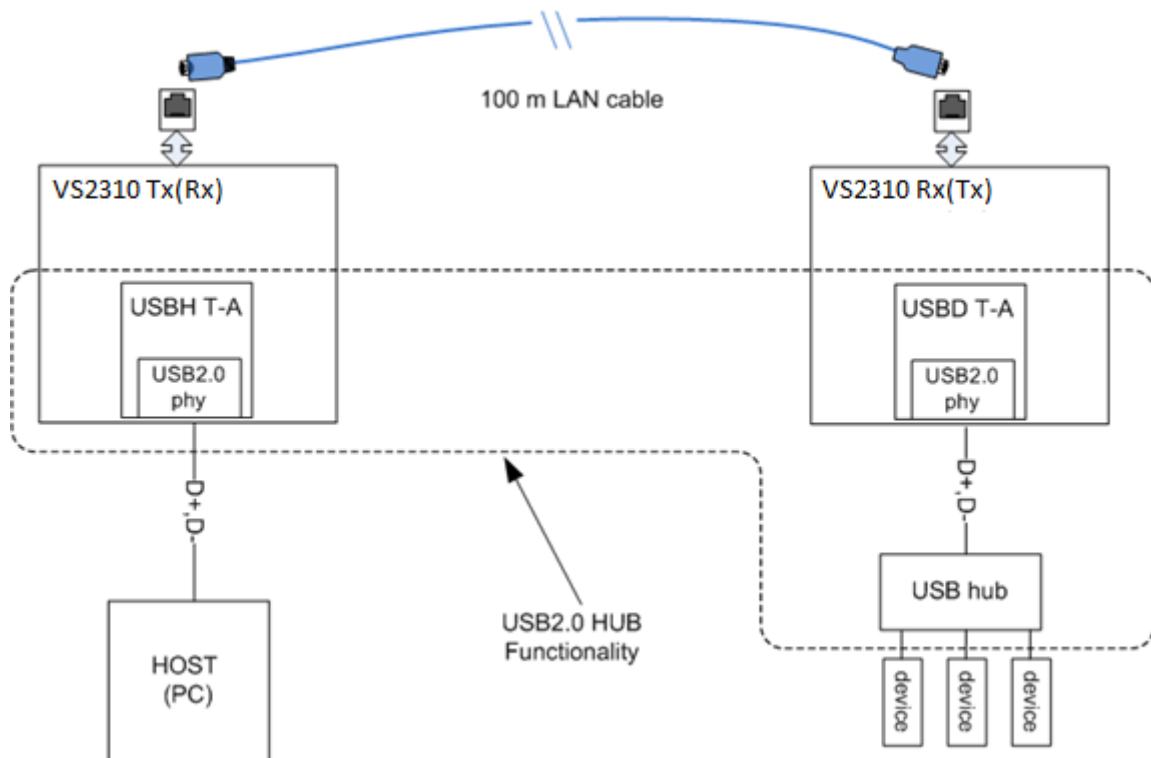 100 m LAN cable
VS2310 Tx(Rx)
VS2310 Rx(Tx)
USBH T-A
USB2.0
phy
USBD T-A
USB2.0
phy
D+,D-
D+,D-
HOST
(PC)
USB2.0 HUB
Functionality
USB hub
device
device
device